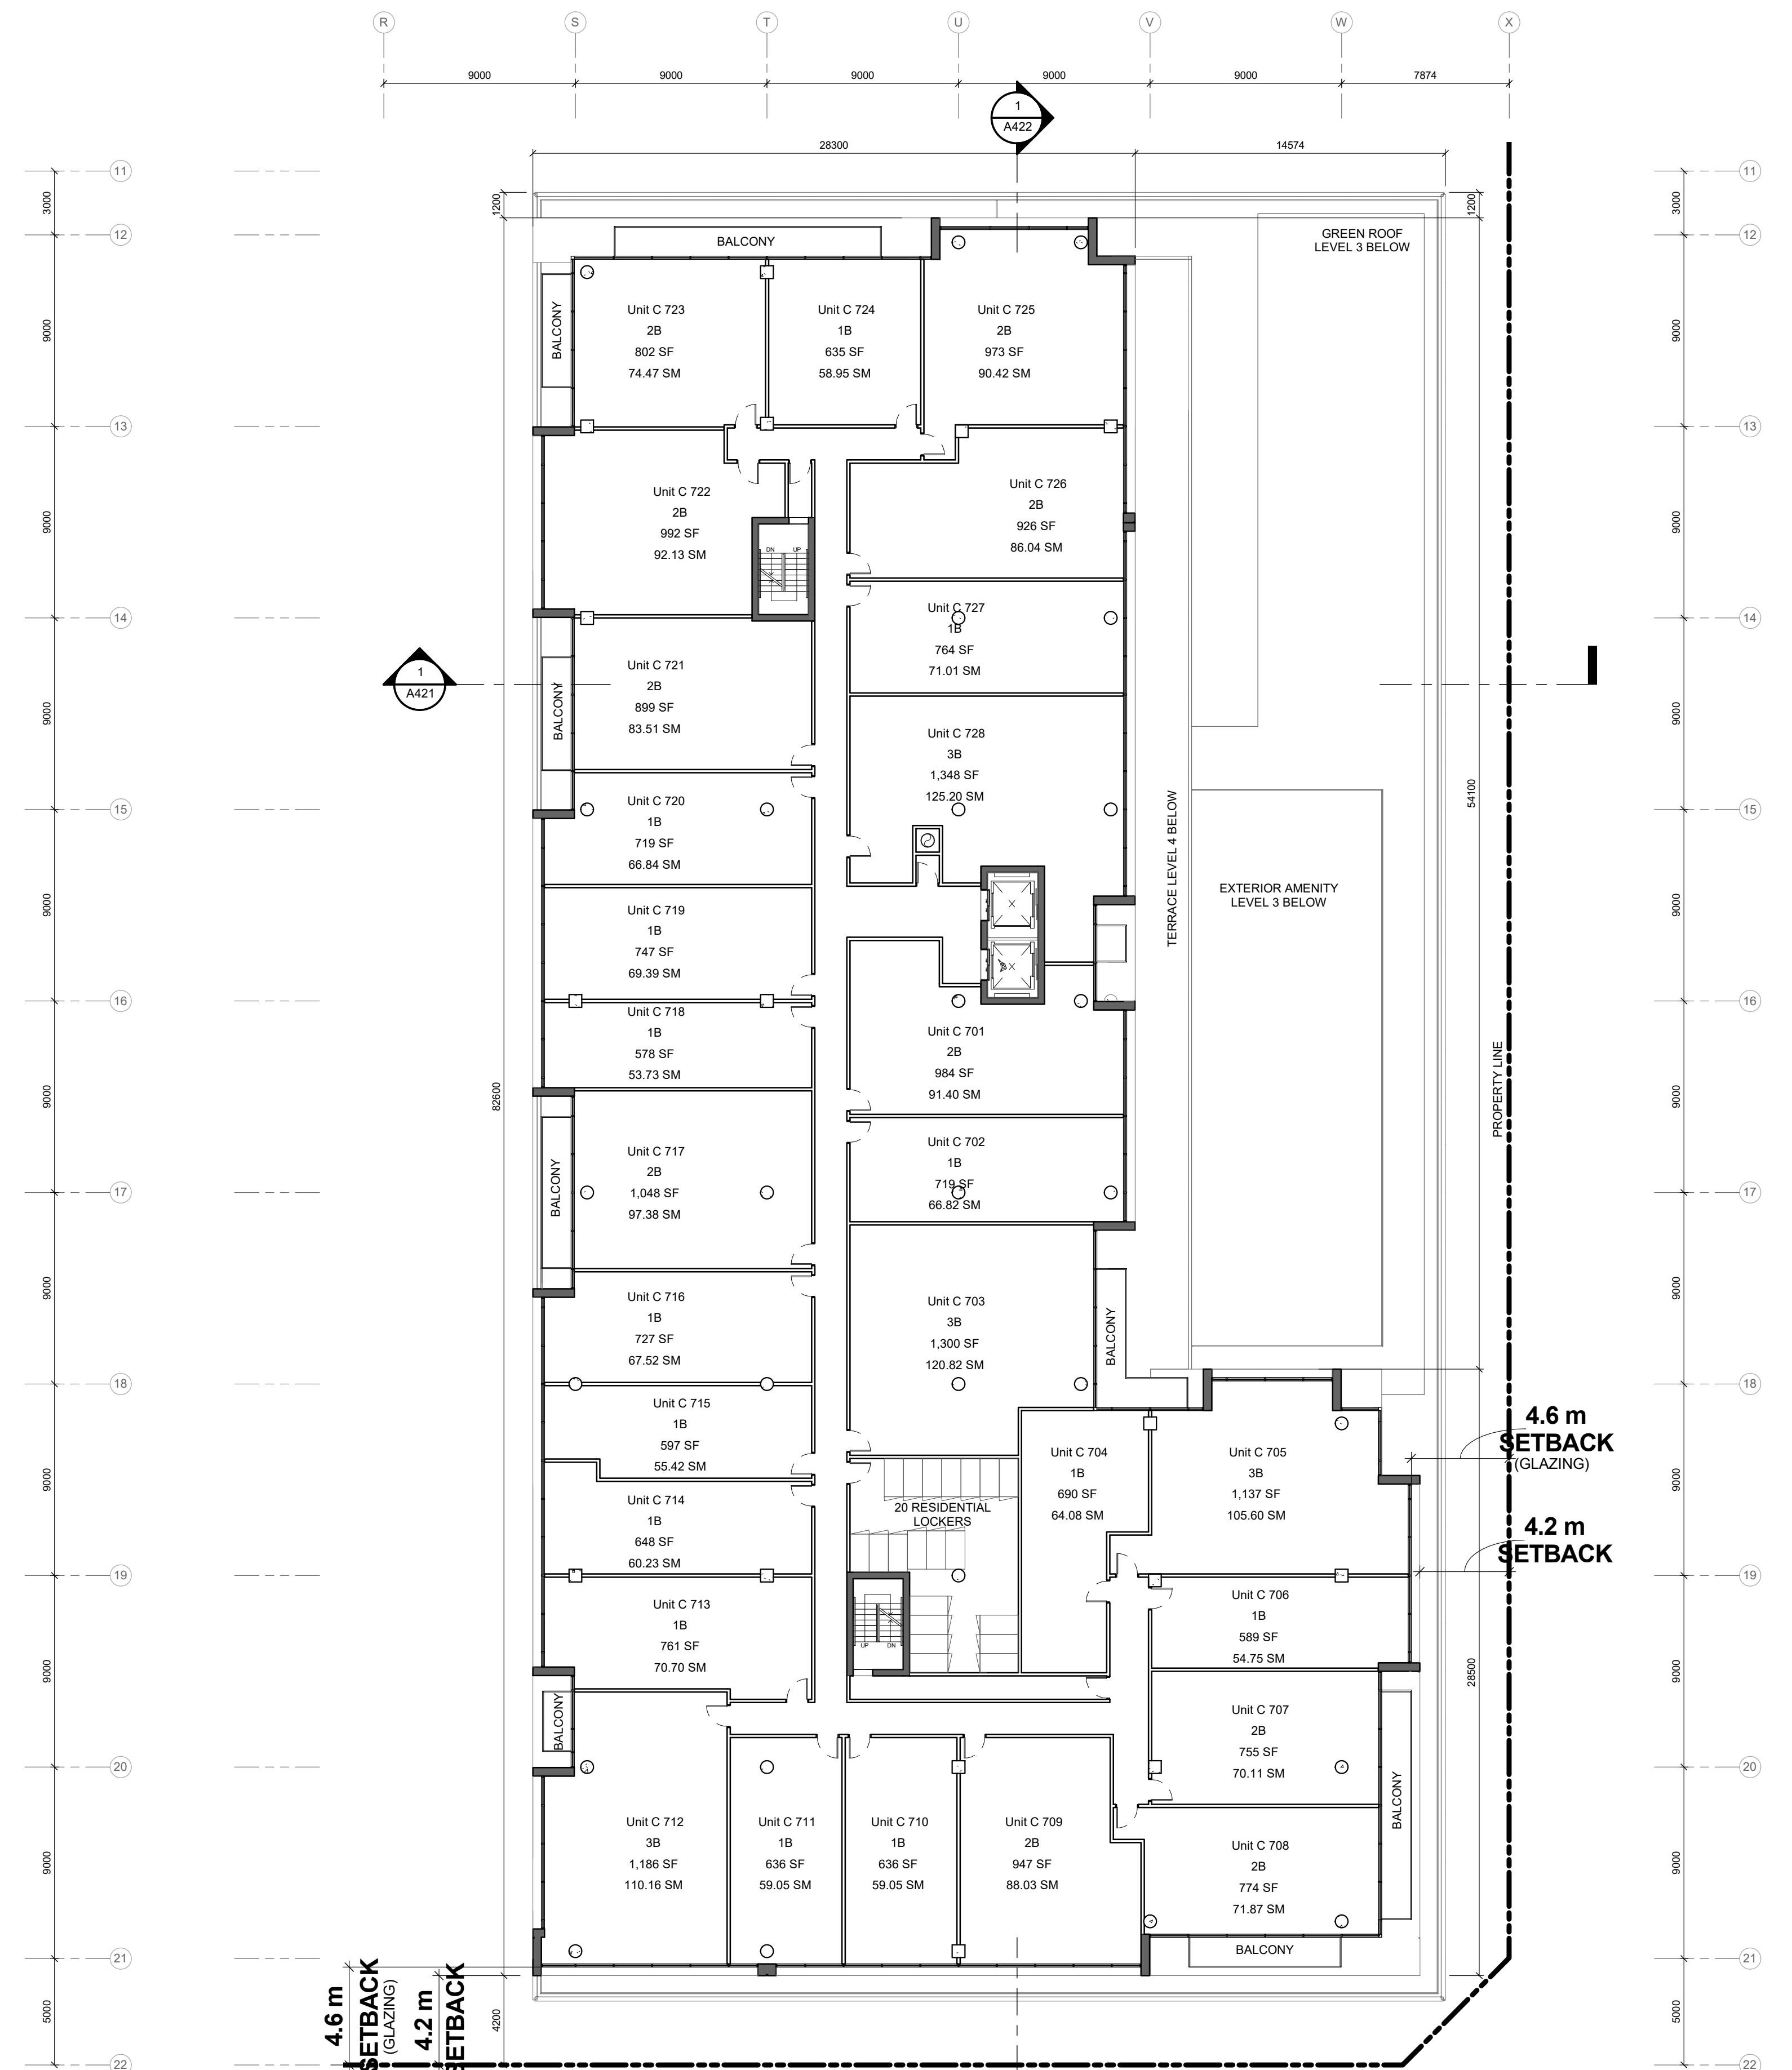 R
S
T
U
V
W
X
9000
9000
9000
9000
9000
7874
1
A422
28300
14574
11
11
3000
1200
1200
3000
12
12
BALCONY
GREEN ROOF
LEVEL 3 BELOW
9000
BALCONY
Unit C 723
2B
802 SF
74.47 SM
Unit C 724
1B
635 SF
58.95 SM
Unit C 725
2B
973 SF
90.42 SM
9000
13
13
9000
Unit C 722
2B
992 SF
92.13 SM
DN
UP
Unit C 726
2B
926 SF
86.04 SM
9000
14
14
Unit C 727
1B
764 SF
71.01 SM
1
A421
9000
BALCONY
Unit C 721
2B
899 SF
83.51 SM
Unit C 728
3B
1,348 SF
125.20 SM
9000
54100
15
15
Unit C 720
1B
719 SF
66.84 SM
TERRACE LEVEL 4 BELOW
EXTERIOR AMENITY
LEVEL 3 BELOW
9000
Unit C 719
1B
747 SF
69.39 SM
9000
16
16
Unit C 718
1B
578 SF
53.73 SM
Unit C 701
2B
984 SF
91.40 SM
PROPERTY LINE
9000
82600
9000
BALCONY
Unit C 717
2B
1,048 SF
97.38 SM
Unit C 702
1B
719 SF
66.82 SM
17
17
9000
Unit C 716
1B
727 SF
67.52 SM
Unit C 703
3B
1,300 SF
120.82 SM
BALCONY
9000
18
18
Unit C 715
1B
597 SF
55.42 SM
4.6 m
SETBACK
(GLAZING)
Unit C 704
1B
690 SF
64.08 SM
Unit C 705
3B
1,137 SF
105.60 SM
9000
9000
20 RESIDENTIAL
LOCKERS
Unit C 714
1B
648 SF
60.23 SM
4.2 m
SETBACK
19
19
Unit C 713
1B
761 SF
70.70 SM
UP
DN
Unit C 706
1B
589 SF
54.75 SM
9000
28500
9000
BALCONY
Unit C 707
2B
755 SF
70.11 SM
20
20
BALCONY
9000
Unit C 712
3B
1,186 SF
110.16 SM
Unit C 711
1B
636 SF
59.05 SM
Unit C 710
1B
636 SF
59.05 SM
Unit C 709
2B
947 SF
88.03 SM
Unit C 708
2B
774 SF
71.87 SM
9000
BALCONY
21
21
4.6 m
SETBACK
(GLAZING)
4.2 m
SETBACK
5000
4200
5000
22
22